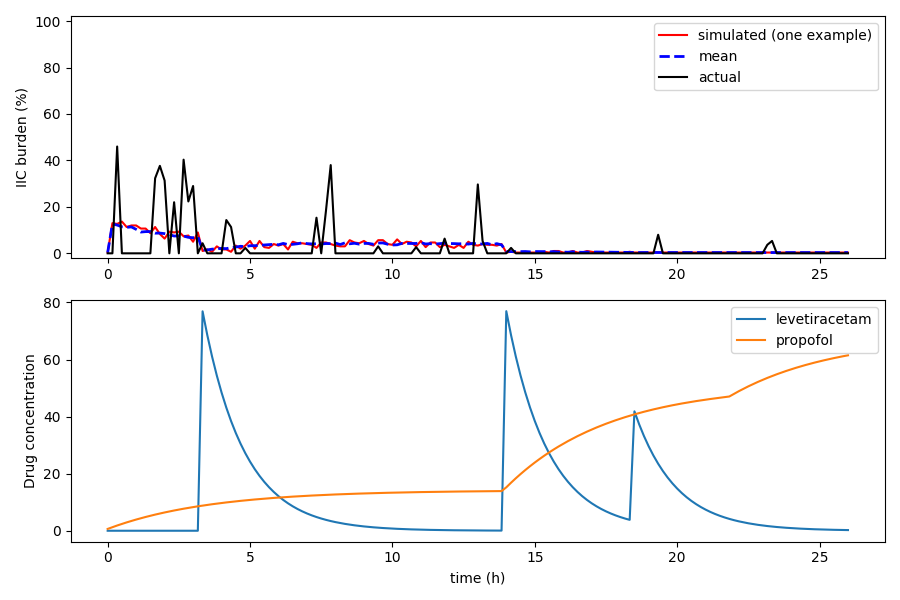 100
80
60
40
20
0
IIC burden (%)
simulated (one example)
mean
actual
0 5 10 15 20 25
80
60
40
20
0
Drug concentration
levetiracetam
propofol
0 5 10 15 20 25
time (h)